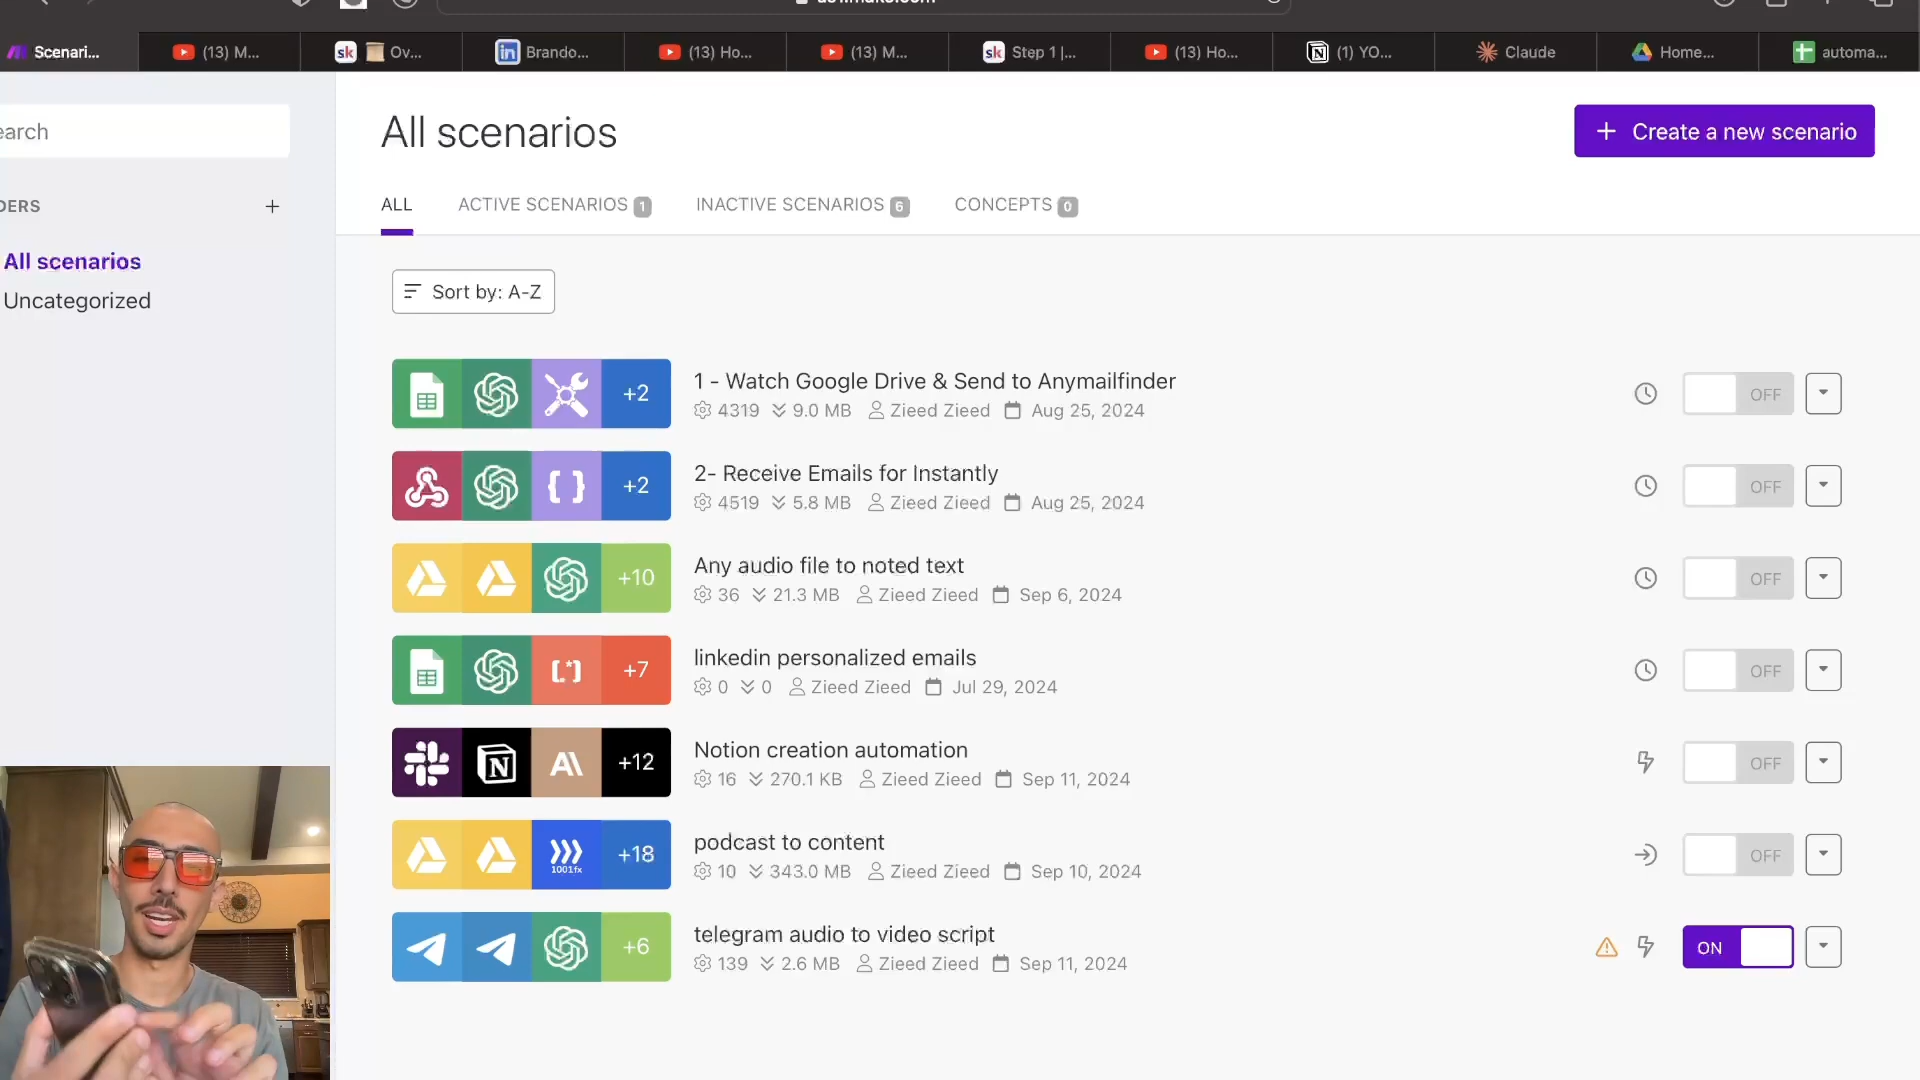 Scenari...
(13) M...
sk Ov...
in Brando...
(13) Ho...
(13) M...
sk Step 1 |...
(13) Ho...
(1) YO...
Claude
Home...
automa...
earch
All scenarios
+ Create a new scenario
DERS +
ALL ACTIVE SCENARIOS 1 INACTIVE SCENARIOS 6 CONCEPTS 0
All scenarios
Uncategorized
Sort by: A-Z
+2 1 - Watch Google Drive & Send to Anymailfinder
4319 9.0 MB Zieed Zieed Aug 25, 2024 OFF
+2 2- Receive Emails for Instantly
4519 5.8 MB Zieed Zieed Aug 25, 2024 OFF
+10 Any audio file to noted text
36 21.3 MB Zieed Zieed Sep 6, 2024 OFF
+7 linkedin personalized emails
0 0 Zieed Zieed Jul 29, 2024 OFF
+12 Notion creation automation
16 270.1 KB Zieed Zieed Sep 11, 2024 OFF
1001fx +18 podcast to content
10 343.0 MB Zieed Zieed Sep 10, 2024 OFF
+6 telegram audio to video script
139 2.6 MB Zieed Zieed Sep 11, 2024 ON